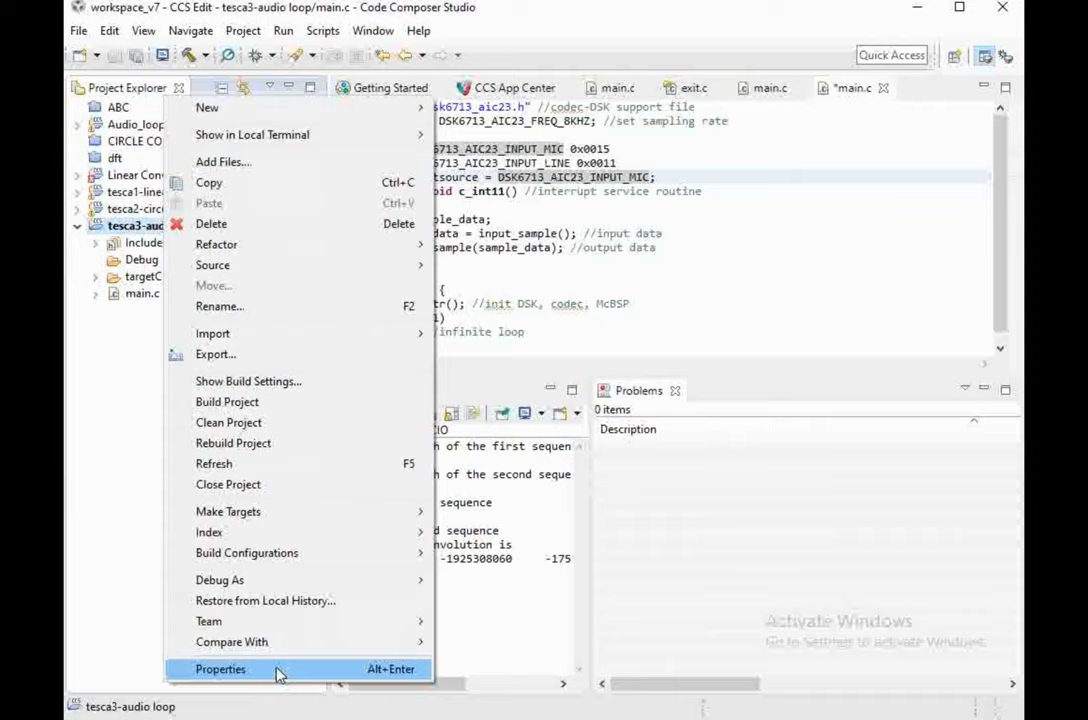 workspace_v7 - CCS Edit - tesca3-audio loop/main.c - Code Composer Studio
File Edit View Navigate Project Run Scripts Window Help
Quick Access
Project Explorer
Getting Started
CCS App Center
main.c
exit.c
main.c
*main.c
ABC
Audio_loop
CIRCLE CO
dft
Linear Con
tesca1-line
tesca2-circ
tesca3-aud
Include
Debug
targetC
main.c
New
Show in Local Terminal
Add Files...
Copy Ctrl+C
Paste Ctrl+V
Delete Delete
Refactor
Source
Move...
Rename... F2
Import
Export...
Show Build Settings...
Build Project
Clean Project
Rebuild Project
Refresh F5
Close Project
Make Targets
Index
Build Configurations
Debug As
Restore from Local History...
Team
Compare With
Properties Alt+Enter
sk6713_aic23.h" //codec-DSK support file
DSK6713_AIC23_FREQ_8KHZ; //set sampling rate
6713_AIC23_INPUT_MIC 0x0015
6713_AIC23_INPUT_LINE 0x0011
tsource = DSK6713_AIC23_INPUT_MIC;
oid c_int11() //interrupt service routine
ple_data;
data = input_sample(); //input data
sample(sample_data); //output data
{
tr(); //init DSK, codec, McBSP
1)
/infinite loop
CIO
h of the first sequen
h of the second seque
sequence
d sequence
nvolution is
-1925308060 -175
Problems
0 items
Description
Activate Windows
Go to Settings to activate Windows.
tesca3-audio loop